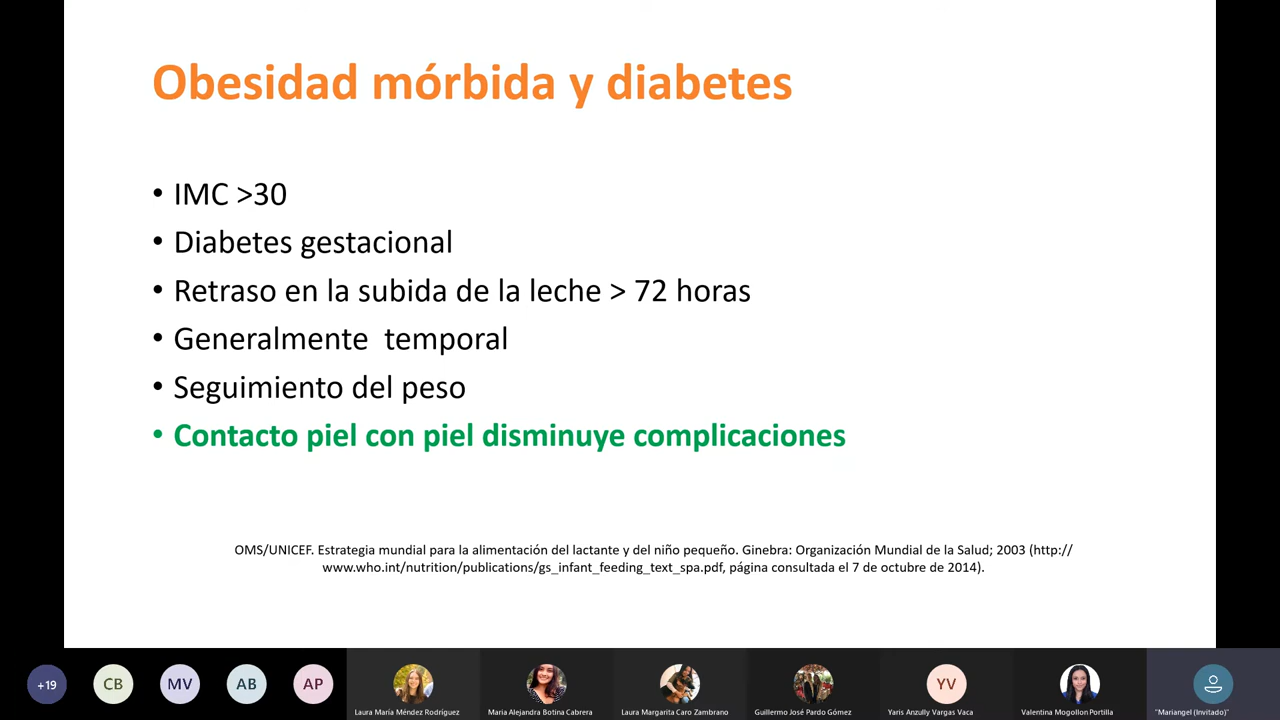 Obesidad mórbida y diabetes
• IMC >30
• Diabetes gestacional
• Retraso en la subida de la leche > 72 horas
• Generalmente  temporal
• Seguimiento del peso
• Contacto piel con piel disminuye complicaciones
OMS/UNICEF. Estrategia mundial para la alimentación del lactante y del niño pequeño. Ginebra: Organización Mundial de la Salud; 2003 (http://
www.who.int/nutrition/publications/gs_infant_feeding_text_spa.pdf, página consultada el 7 de octubre de 2014).
+19
CB
MV
AB
AP
YV
Laura María Méndez Rodríguez
Maria Alejandra Botina Cabrera
Laura Margarita Caro Zambrano
Guillermo José Pardo Gómez
Yaris Anzully Vargas Vaca
Valentina Mogollon Portilla
"Mariangel (Invitado)"